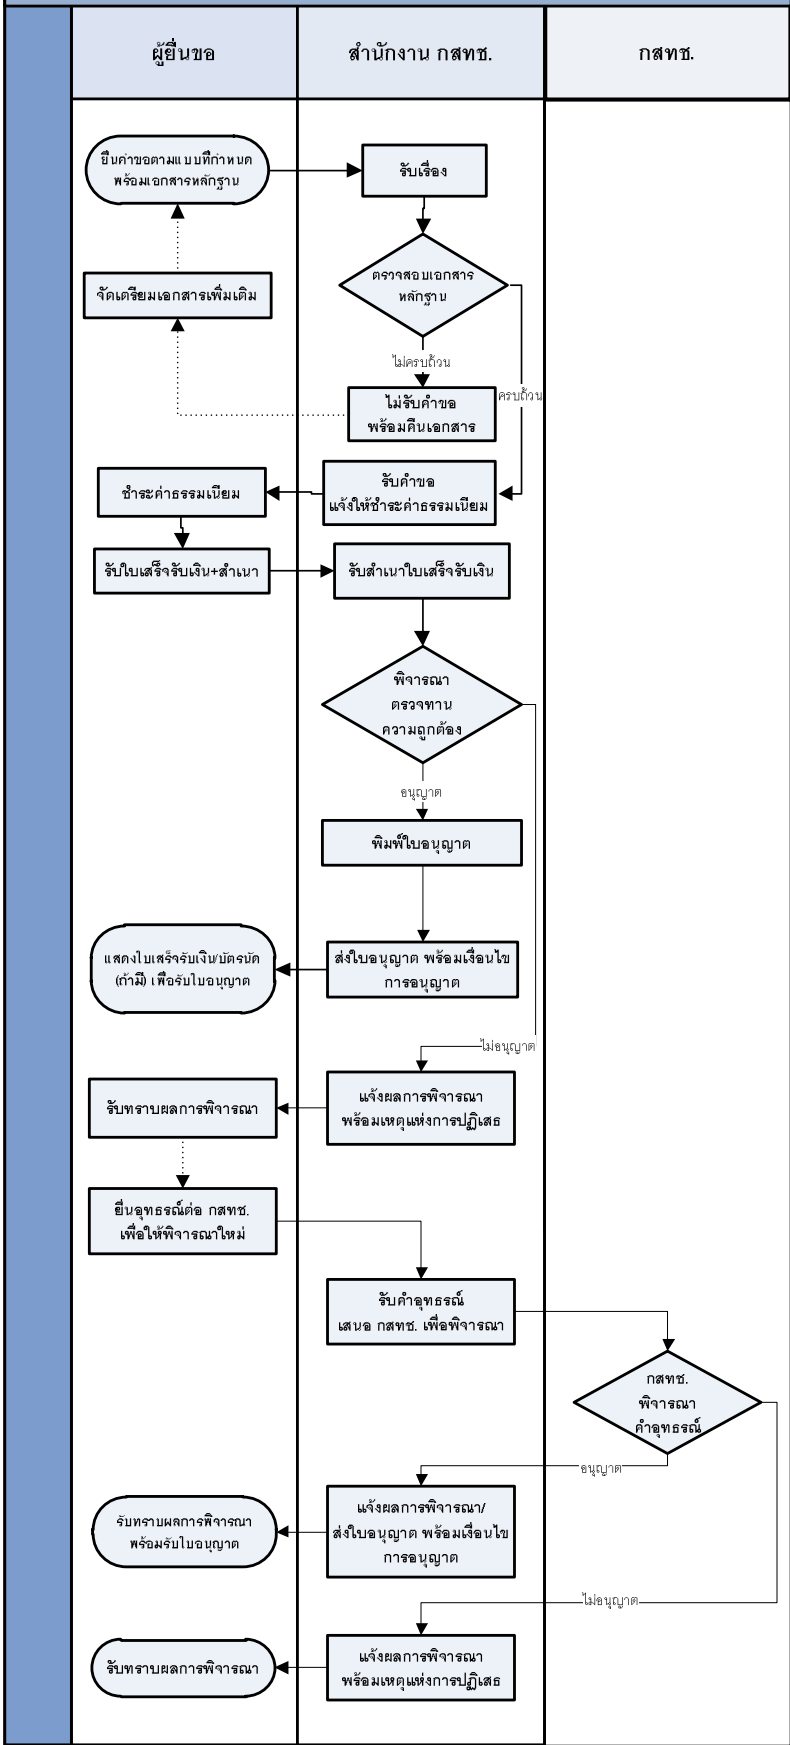 ผู้ยื่นขอ
สำนักงาน กสทช.
กสทช.
ยื่นคำขอตามแบบที่กำหนด
พร้อมเอกสารหลักฐาน
รับเรื่อง
ตรวจสอบเอกสาร
หลักฐาน
จัดเตรียมเอกสารเพิ่มเติม
ไม่ครบถ้วน
ครบถ้วน
ไม่รับคำขอ
พร้อมคืนเอกสาร
รับคำขอ
แจ้งให้ชำระค่าธรรมเนียม
ชำระค่าธรรมเนียม
รับใบเสร็จรับเงิน+สำเนา
รับสำเนาใบเสร็จรับเงิน
พิจารณา
ตรวจทาน
ความถูกต้อง
อนุญาต
พิมพ์ใบอนุญาต
แสดงใบเสร็จรับเงิน/บัตรนัด
(ถ้ามี) เพื่อรับใบอนุญาต
ส่งใบอนุญาต พร้อมเงื่อนไข
การอนุญาต
ไม่อนุญาต
รับทราบผลการพิจารณา
แจ้งผลการพิจารณา
พร้อมเหตุแห่งการปฏิเสธ
ยื่นอุทธรณ์ต่อ กสทช.
เพื่อให้พิจารณาใหม่
รับคำอุทธรณ์
เสนอ กสทช. เพื่อพิจารณา
กสทช.
พิจารณา
คำอุทธรณ์
อนุญาต
รับทราบผลการพิจารณา
พร้อมรับใบอนุญาต
แจ้งผลการพิจารณา/
ส่งใบอนุญาต พร้อมเงื่อนไข
การอนุญาต
ไม่อนุญาต
รับทราบผลการพิจารณา
แจ้งผลการพิจารณา
พร้อมเหตุแห่งการปฏิเสธ